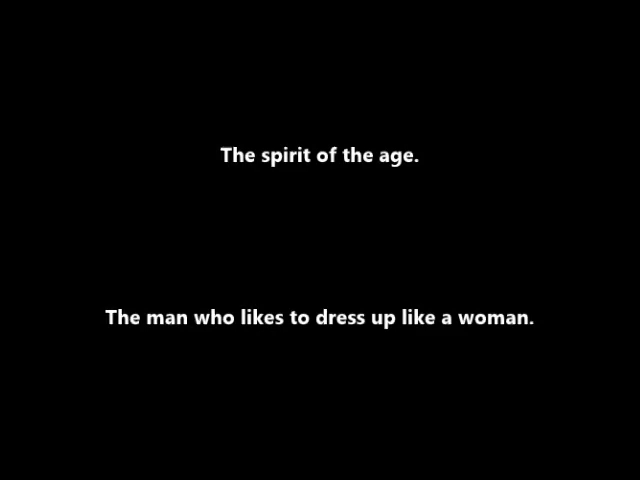 The spirit of the age.
The man who likes to dress up like a woman.